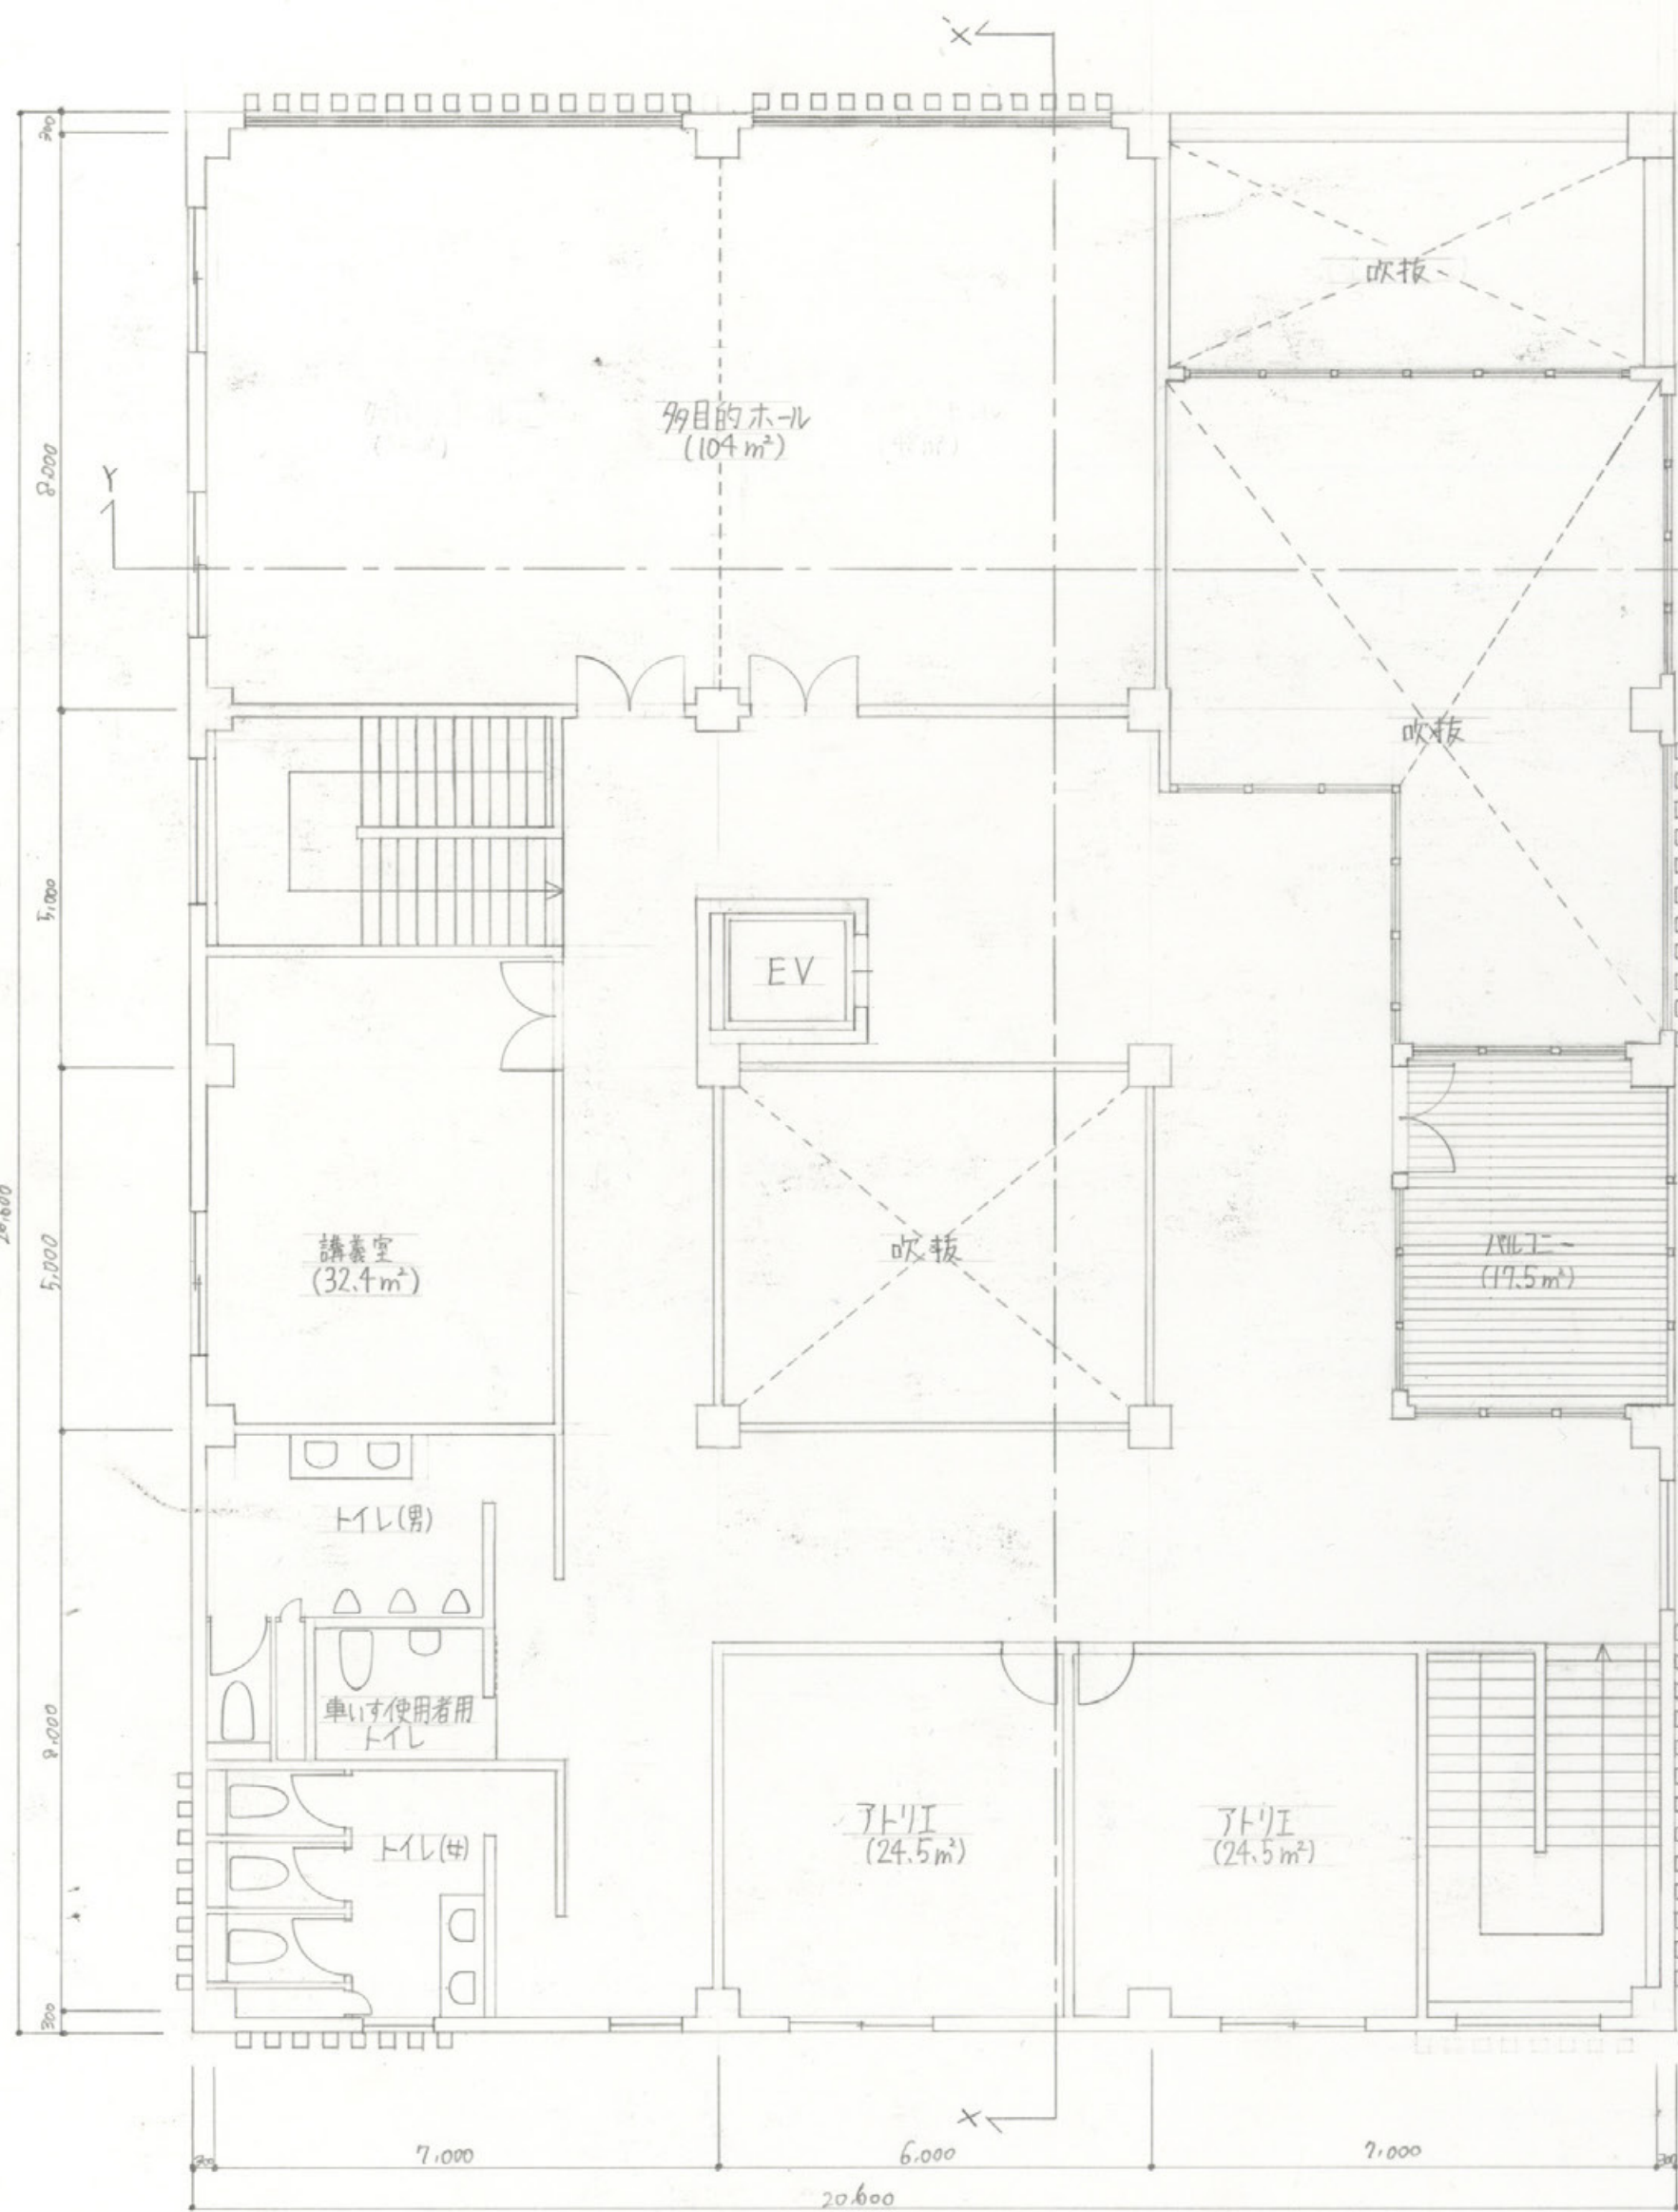 X
300
吹抜
多目的ホール
(104㎡)
8,000
Y
吹抜
5,000
EV
講義室
(32.4㎡)
5,000
吹抜
バルコニー
(17.5㎡)
トイレ(男)
車いす使用者用
トイレ
8,000
トイレ(女)
アトリエ
(24.5㎡)
アトリエ
(24.5㎡)
300
X
300
7,000
6,000
7,000
300
20,600